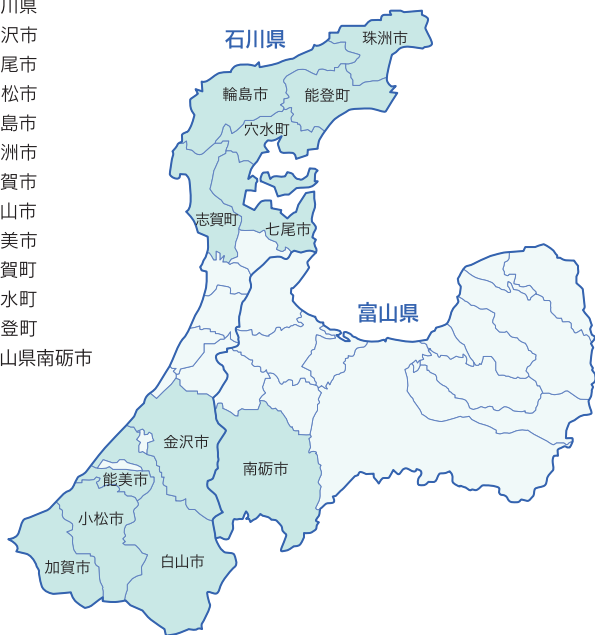 川県
沢市
尾市
松市
島市
洲市
賀市
山市
美市
賀町
水町
登町
山県南砺市
石川県
珠洲市
輪島市
能登町
穴水町
志賀町
七尾市
富山県
金沢市
南砺市
能美市
小松市
加賀市
白山市